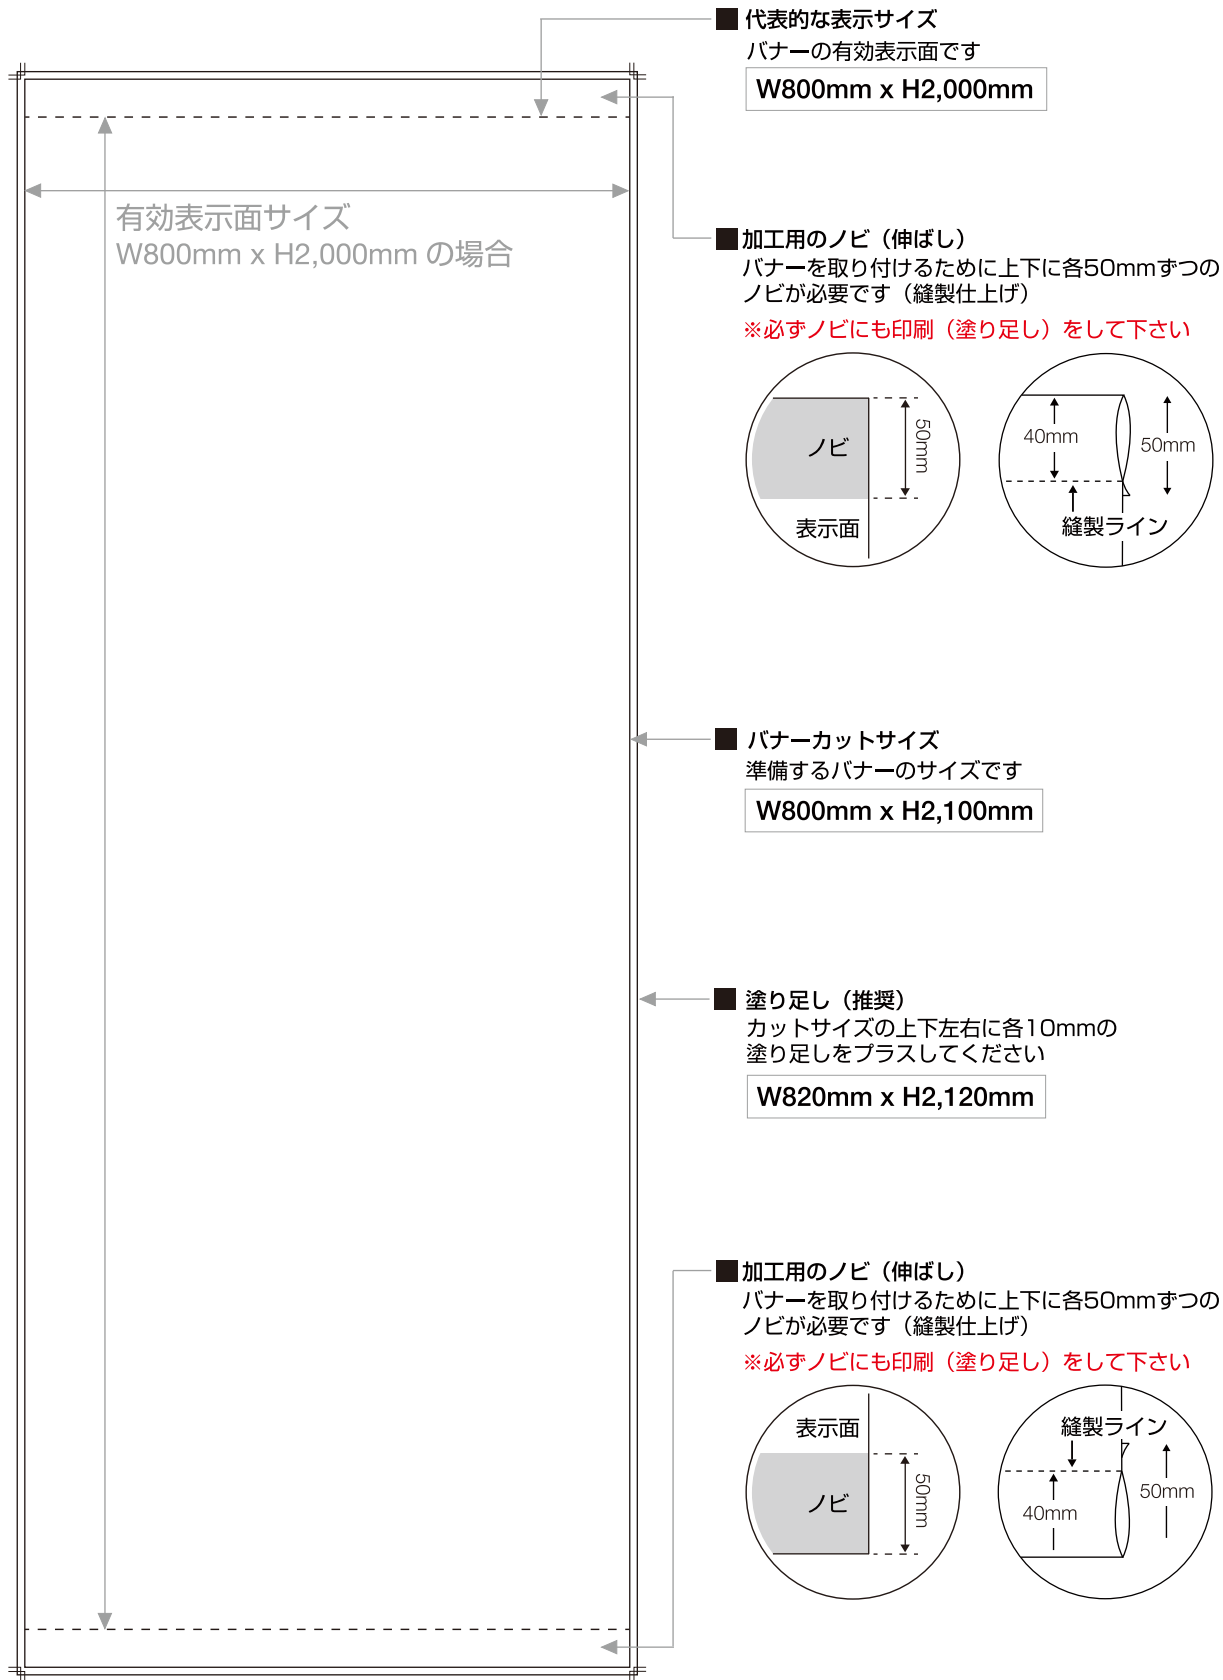 ■ 代表的な表示サイズ
バナーの有効表示面です
W800mm x H2,000mm
有効表示面サイズ
W800mm x H2,000mm の場合
■ 加工用のノビ（伸ばし）
バナーを取り付けるために上下に各50mmずつの
ノビが必要です（縫製仕上げ）
※必ずノビにも印刷（塗り足し）をして下さい
ノビ
50mm
表示面
40mm
50mm
縫製ライン
■ バナーカットサイズ
準備するバナーのサイズです
W800mm x H2,100mm
■ 塗り足し（推奨）
カットサイズの上下左右に各10mmの
塗り足しをプラスしてください
W820mm x H2,120mm
■ 加工用のノビ（伸ばし）
バナーを取り付けるために上下に各50mmずつの
ノビが必要です（縫製仕上げ）
※必ずノビにも印刷（塗り足し）をして下さい
表示面
ノビ
50mm
縫製ライン
40mm
50mm